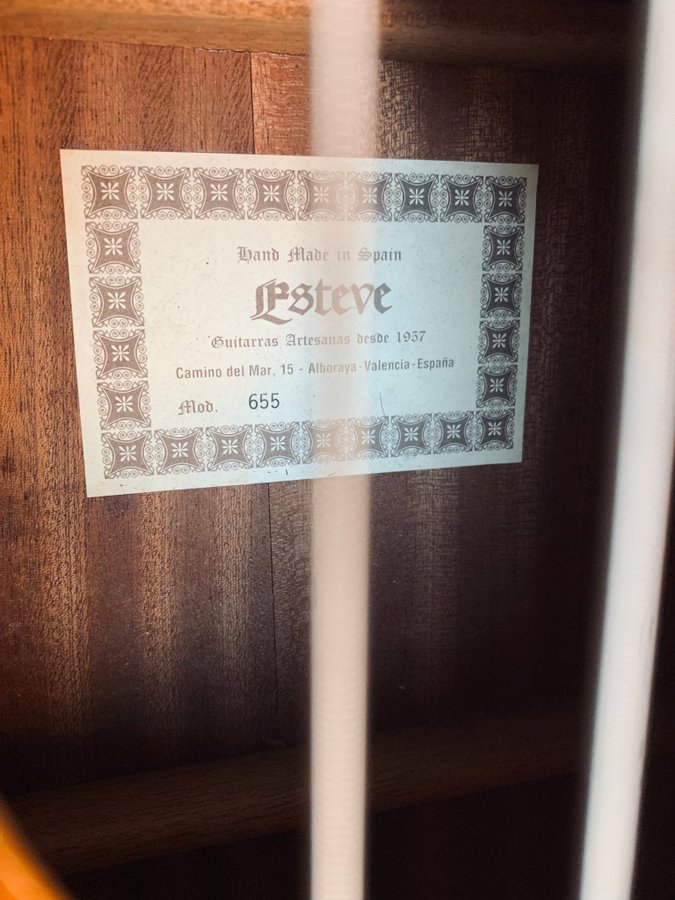 Hand Made in Spain
Esteve
Guitarras Artesanas desde 1957
Camino del Mar, 15 - Alboraya-Valencia-España
Mod. 655